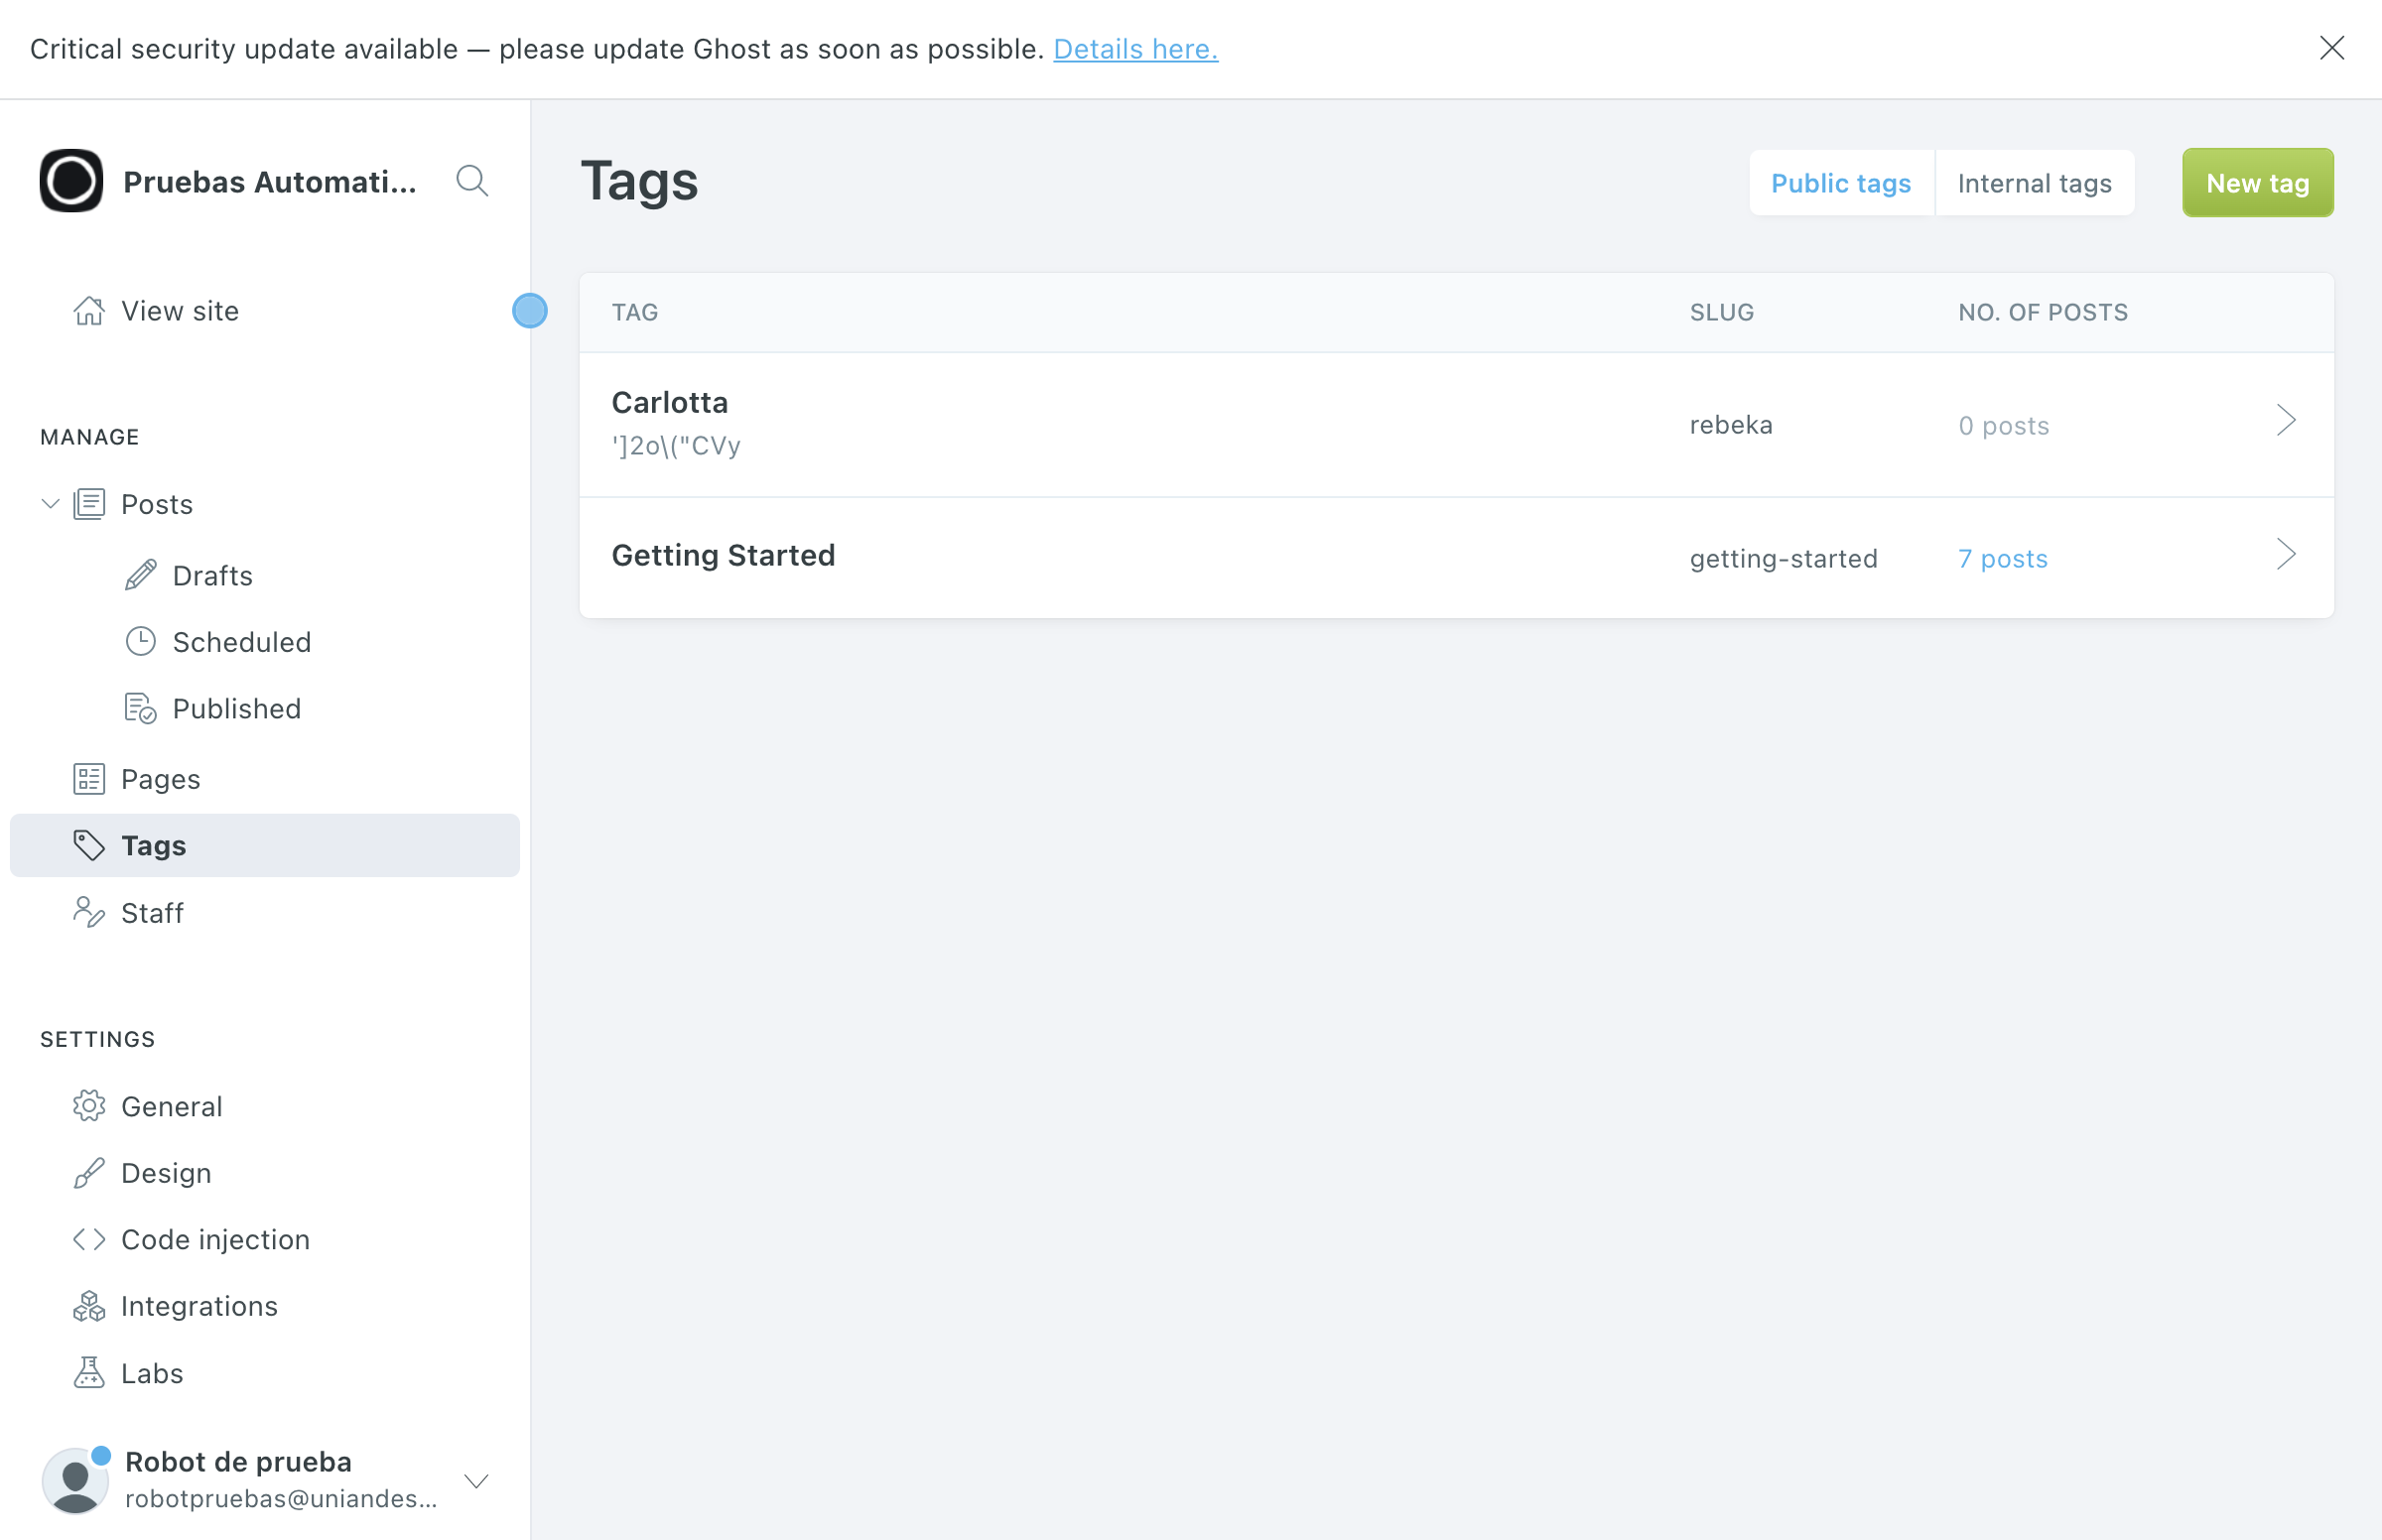 Critical security update available — please update Ghost as soon as possible. Details here.
Pruebas Automati...
View site
MANAGE
Posts
Drafts
Scheduled
Published
Pages
Tags
Staff
SETTINGS
General
Design
Code injection
Integrations
Labs
Robot de prueba
robotpruebas@uniandes...
Tags
Public tags
Internal tags
New tag
TAG SLUG NO. OF POSTS
Carlotta
']2o\("CVy
rebeka
0 posts
Getting Started
getting-started
7 posts